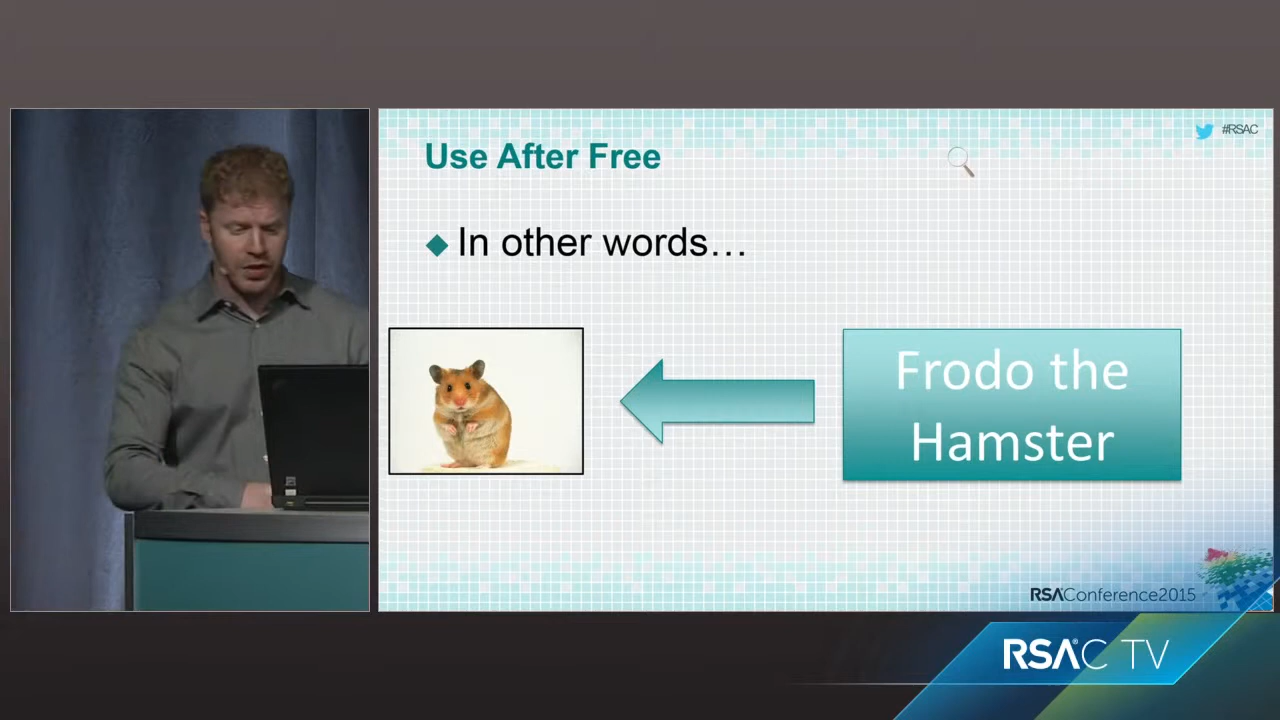 #RSAC
Use After Free
In other words…
Frodo the
Hamster
RSAConference2015
RSAC TV